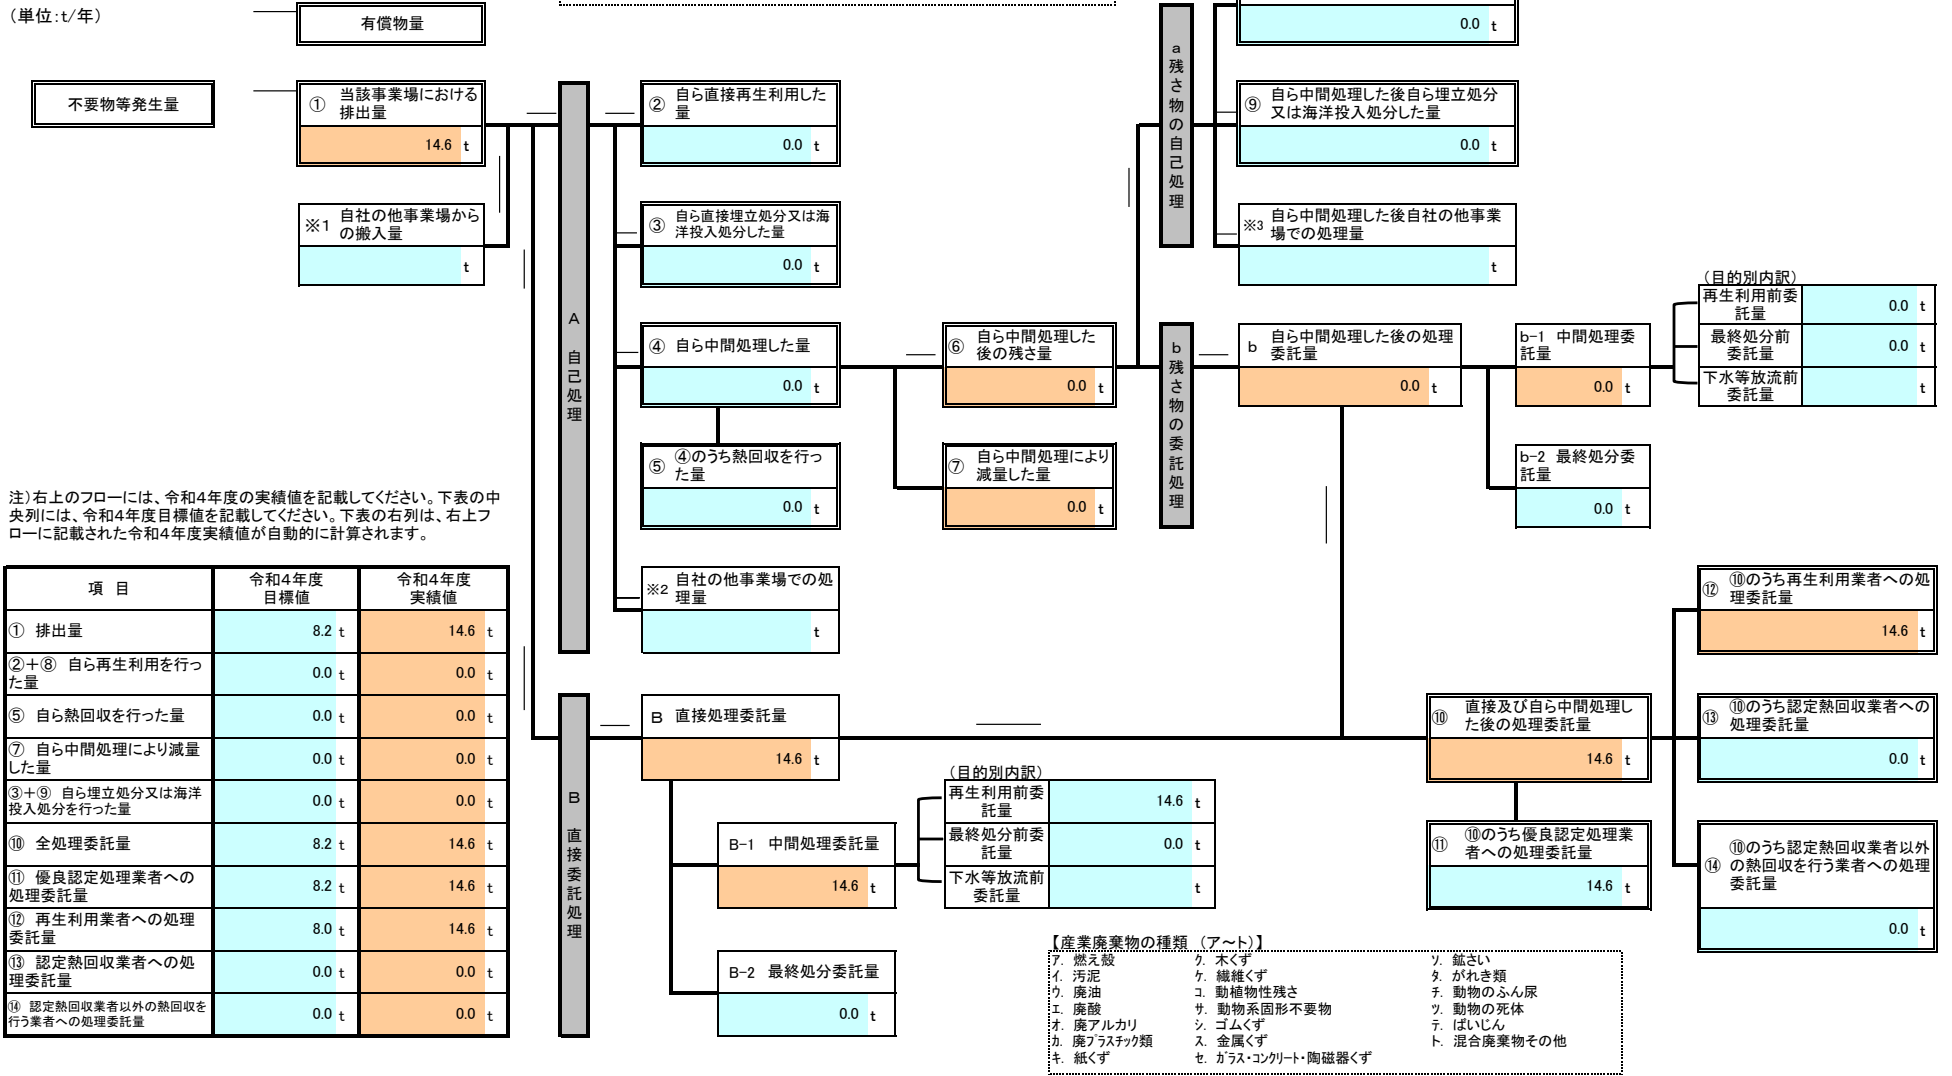 （単位：t/年）
有償物量
0.0 t
不要物等発生量
① 当該事業場における
排出量
14.6 t
※1 自社の他事業場から
の搬入量
t
A 自己処理
② 自ら直接再生利用した
量
0.0 t
③ 自ら直接埋立処分又は海
洋投入処分した量
0.0 t
④ 自ら中間処理した量
0.0 t
⑤ ④のうち熱回収を行っ
た量
0.0 t
※2 自社の他事業場での処
理量
t
⑥ 自ら中間処理した
後の残さ量
0.0 t
⑦ 自ら中間処理により
減量した量
0.0 t
a 残さ物の自己処理
⑨ 自ら中間処理した後自ら埋立処分
又は海洋投入処分した量
0.0 t
※3 自ら中間処理した後自社の他事業
場での処理量
t
b 残さ物の委託処理
b 自ら中間処理した後の処理
委託量
0.0 t
b-1 中間処理委
託量
0.0 t
b-2 最終処分委
託量
0.0 t
（目的別内訳）
再生利用前委
託量
0.0 t
最終処分前
委託量
0.0 t
下水等放流前
委託量
t
注）右上のフローには、令和４年度の実績値を記載してください。下表の中
央列には、令和４年度目標値を記載してください。下表の右列は、右上フ
ローに記載された令和４年度実績値が自動的に計算されます。
項 目 令和４年度
目標値 令和４年度
実績値
① 排出量 8.2 t 14.6 t
②＋⑧ 自ら再生利用を行っ
た量 0.0 t 0.0 t
⑤ 自ら熱回収を行った量 0.0 t 0.0 t
⑦ 自ら中間処理により減量
した量 0.0 t 0.0 t
③＋⑨ 自ら埋立処分又は海洋
投入処分を行った量 0.0 t 0.0 t
⑩ 全処理委託量 8.2 t 14.6 t
⑪ 優良認定処理業者への
処理委託量 8.2 t 14.6 t
⑫ 再生利用業者への処理
委託量 8.0 t 14.6 t
⑬ 認定熱回収業者への処
理委託量 0.0 t 0.0 t
⑭ 認定熱回収業者以外の熱回収を
行う業者への処理委託量 0.0 t 0.0 t
B 直接委託処理
B 直接処理委託量
14.6 t
B-1 中間処理委託量
14.6 t
B-2 最終処分委託量
0.0 t
（目的別内訳）
再生利用前委
託量
14.6 t
最終処分前委
託量
0.0 t
下水等放流前
委託量
t
⑩ 直接及び自ら中間処理し
た後の処理委託量
14.6 t
⑪ ⑩のうち優良認定処理業
者への処理委託量
14.6 t
⑫ ⑩のうち再生利用業者への処
理委託量
14.6 t
⑬ ⑩のうち認定熱回収業者への
処理委託量
0.0 t
⑭ ⑩のうち認定熱回収業者以外
の熱回収を行う業者への処理
委託量
0.0 t
【産業廃棄物の種類 （ア～ト）】
ア. 燃え殻 ク. 木くず ソ. 鉱さい
イ. 汚泥 ケ. 繊維くず タ. がれき類
ウ. 廃油 コ. 動植物性残さ チ. 動物のふん尿
エ. 廃酸 サ. 動物系固形不要物 ツ. 動物の死体
オ. 廃アルカリ シ. ゴムくず テ. ばいじん
カ. 廃プラスチック類 ス. 金属くず ト. 混合廃棄物その他
キ. 紙くず セ. ガラス・コンクリート・陶磁器くず